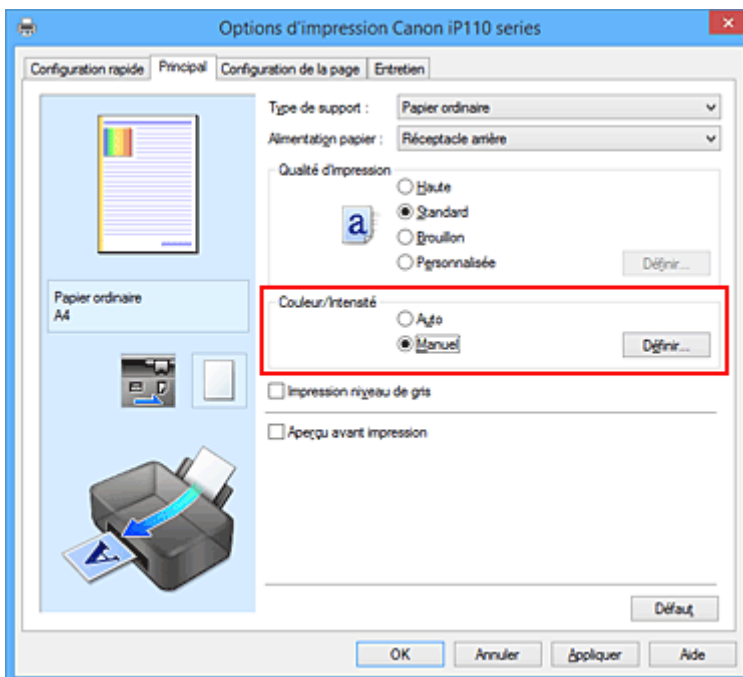 Options d'impression Canon iP110 series
Configuration rapide Principal Configuration de la page Entretien
Type de support : Papier ordinaire
Alimentation papier : Réceptacle arrière
Qualité d'impression
Haute
a Standard
Brouillon
Personnalisée Définir...
Papier ordinaire
A4
Couleur/Intensité
Auto
Manuel Définir...
Impression niveau de gris
Aperçu avant impression
A
Défaut
OK Annuler Appliquer Aide